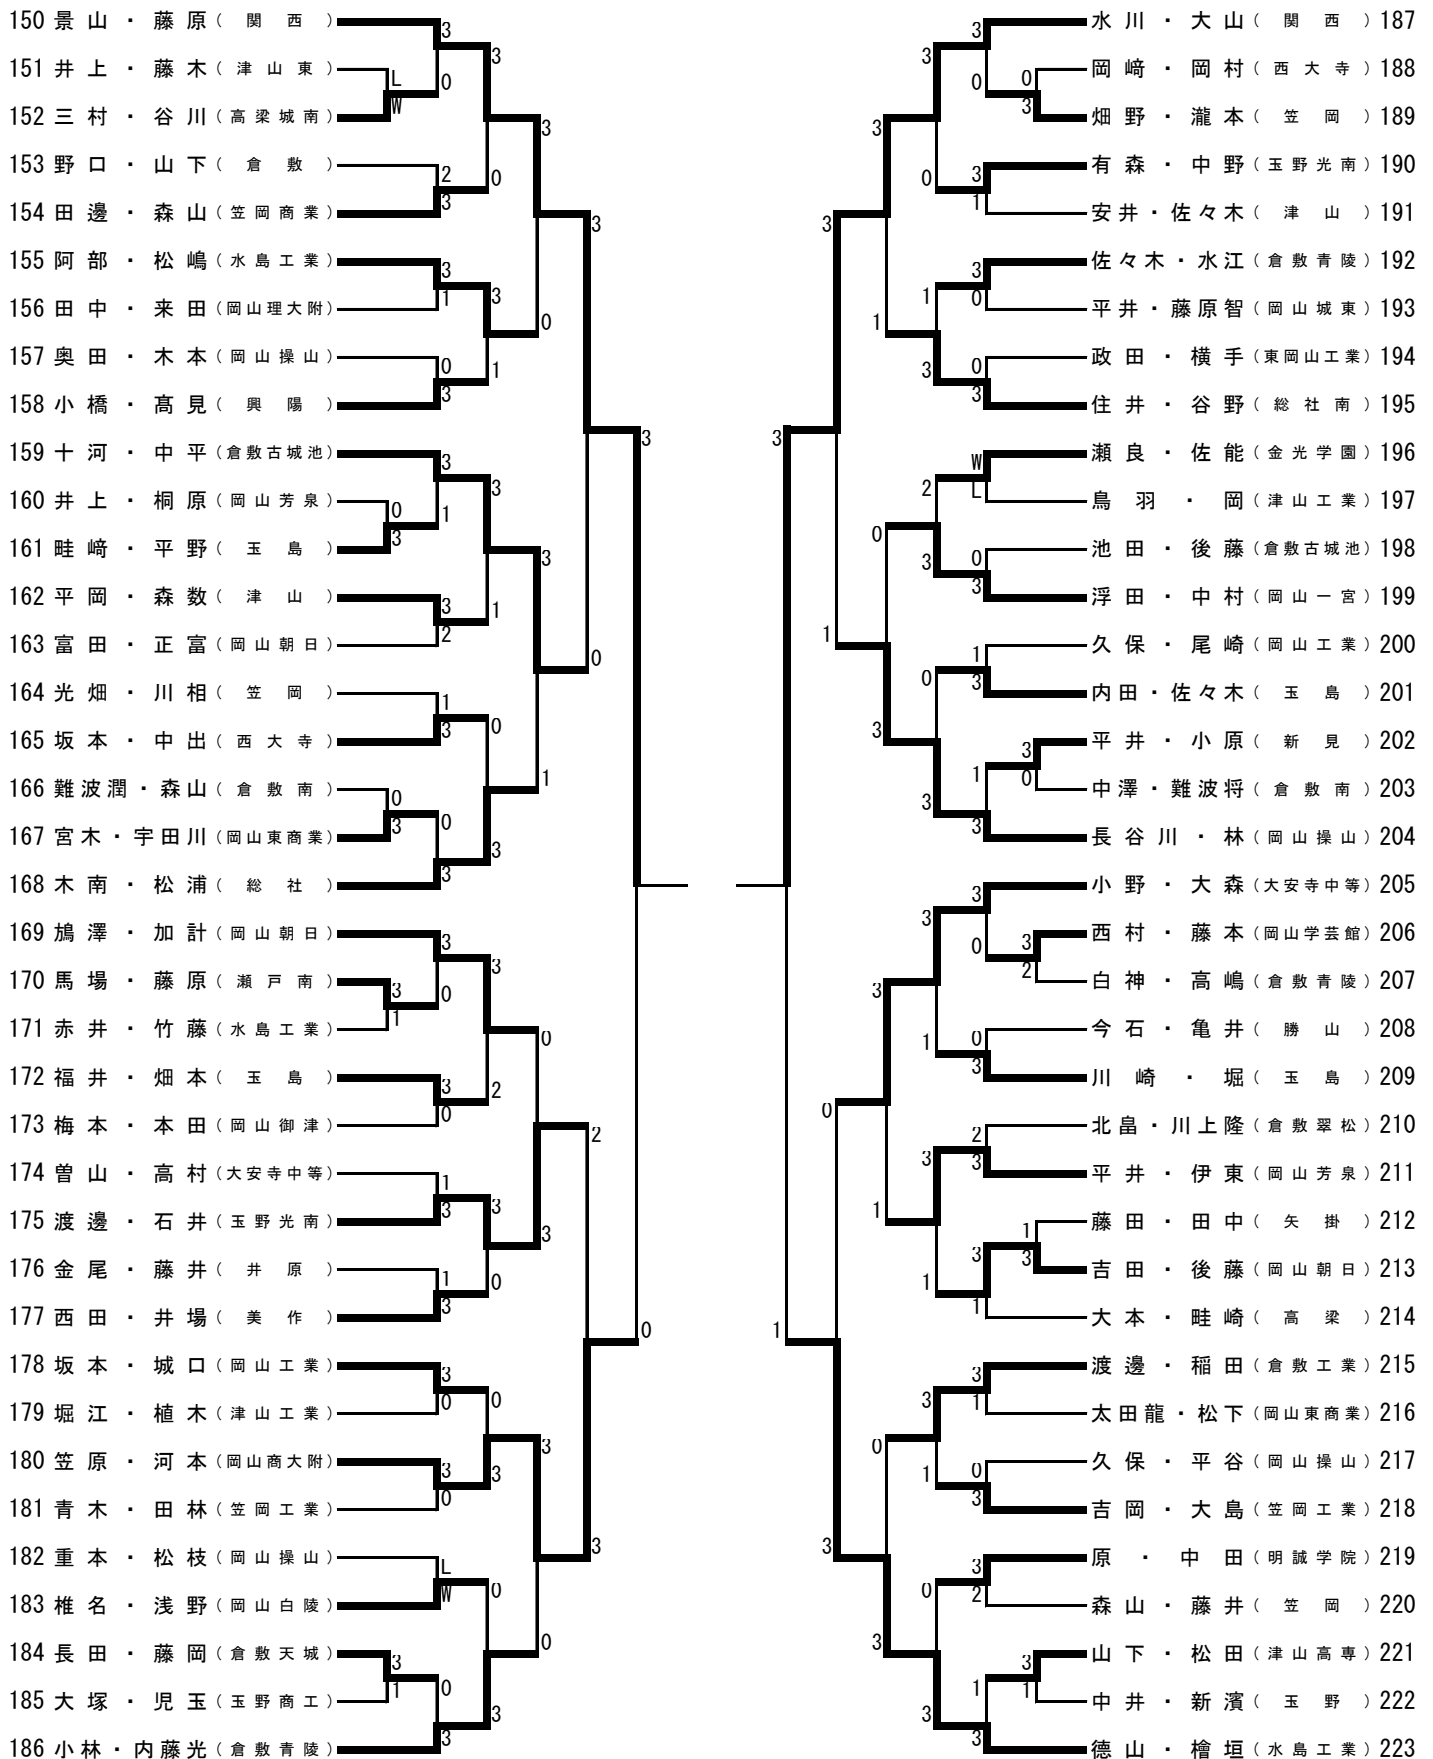 150 景山・藤原（関西） 水川・大山（関西）187
151 井上・藤木（津山東） 岡﨑・岡村（西大寺）188
152 三村・谷川（高梁城南） 畑野・瀧本（笠岡）189
153 野口・山下（倉敷） 有森・中野（玉野光南）190
154 田邊・森山（笠岡商業） 安井・佐々木（津山）191
155 阿部・松嶋（水島工業） 佐々木・水江（倉敷青陵）192
156 田中・来田（岡山理大附） 平井・藤原智（岡山城東）193
157 奥田・木本（岡山操山） 政田・横手（東岡山工業）194
158 小橋・髙見（興陽） 住井・谷野（総社南）195
159 十河・中平（倉敷古城池） 瀬良・佐能（金光学園）196
160 井上・桐原（岡山芳泉） 鳥羽・岡（津山工業）197
161 畦﨑・平野（玉島） 池田・後藤（倉敷古城池）198
162 平岡・森数（津山） 浮田・中村（岡山一宮）199
163 富田・正富（岡山朝日） 久保・尾崎（岡山工業）200
164 光畑・川相（笠岡） 内田・佐々木（玉島）201
165 坂本・中出（西大寺） 平井・小原（新見）202
166 難波潤・森山（倉敷南） 中澤・難波将（倉敷南）203
167 宮木・宇田川（岡山東商業） 長谷川・林（岡山操山）204
168 木南・松浦（総社） 小野・大森（大安寺中等）205
169 鳩澤・加計（岡山朝日） 西村・藤本（岡山学芸館）206
170 馬場・藤原（瀬戸南） 白神・高嶋（倉敷青陵）207
171 赤井・竹藤（水島工業） 今石・亀井（勝山）208
172 福井・畑本（玉島） 川崎・堀（玉島）209
173 梅本・本田（岡山御津） 北畠・川上隆（倉敷翠松）210
174 曽山・高村（大安寺中等） 平井・伊東（岡山芳泉）211
175 渡邊・石井（玉野光南） 藤田・田中（矢掛）212
176 金尾・藤井（井原） 吉田・後藤（岡山朝日）213
177 西田・井場（美作） 大本・畦崎（高梁）214
178 坂本・城口（岡山工業） 渡邊・稲田（倉敷工業）215
179 堀江・植木（津山工業） 太田龍・松下（岡山東商業）216
180 笠原・河本（岡山商大附） 久保・平谷（岡山操山）217
181 青木・田林（笠岡工業） 吉岡・大島（笠岡工業）218
182 重本・松枝（岡山操山） 原・中田（明誠学院）219
183 椎名・浅野（岡山白陵） 森山・藤井（笠岡）220
184 長田・藤岡（倉敷天城） 山下・松田（津山高専）221
185 大塚・児玉（玉野商工） 中井・新濱（玉野）222
186 小林・内藤光（倉敷青陵） 德山・檜垣（水島工業）223